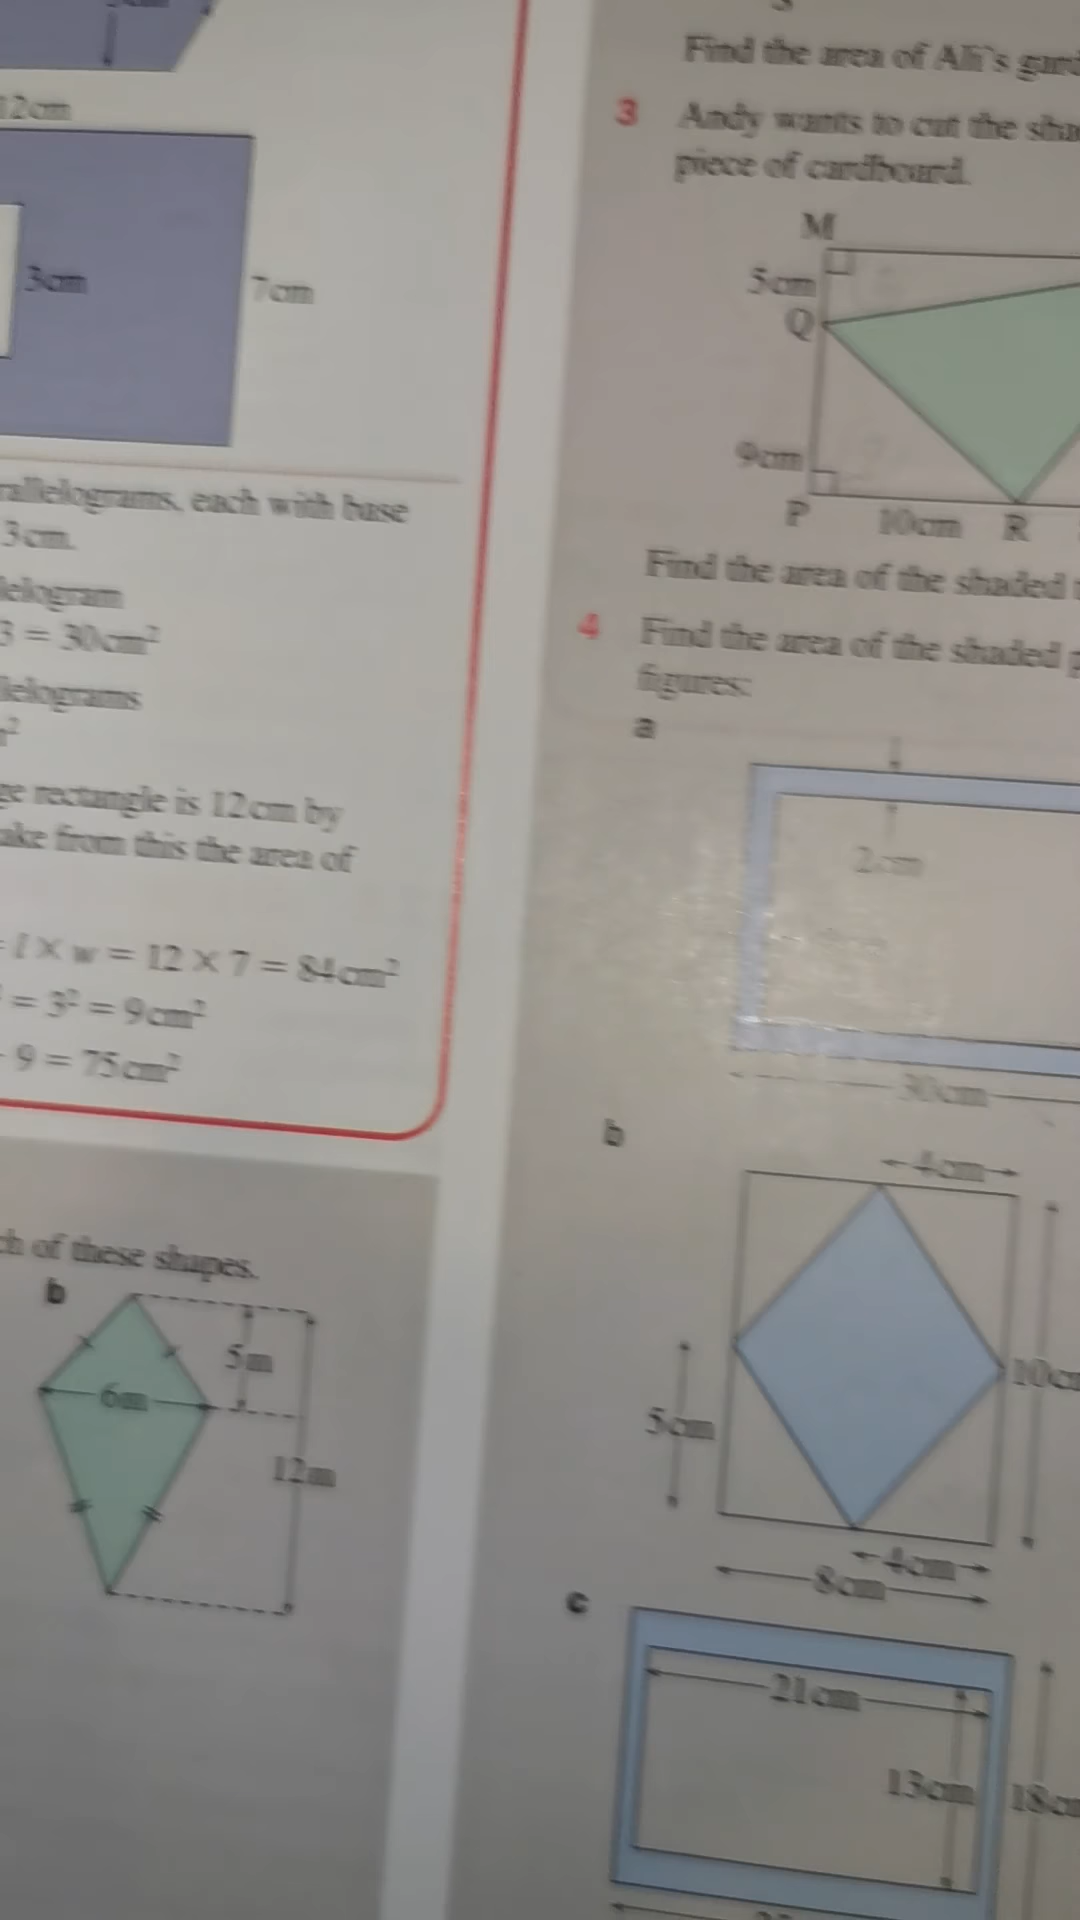 12cm
3cm
7cm
rallelograms, each with base
3cm.
lelogram
3 = 30cm²
lelograms
ge rectangle is 12cm by
ake from this the area of
l × w = 12 × 7 = 84cm²
= 3² = 9cm²
9 = 75cm²
ch of these shapes.
b
5m
6m
12m
Find the area of Ali's gard
3 Andy wants to cut the sha
piece of cardboard.
M
5cm
Q
9cm
P 10cm R
Find the area of the shaded
4 Find the area of the shaded p
figures:
a
2cm
30cm
b
4cm
10cm
5cm
4cm
8cm
c
21cm
13cm
18cm